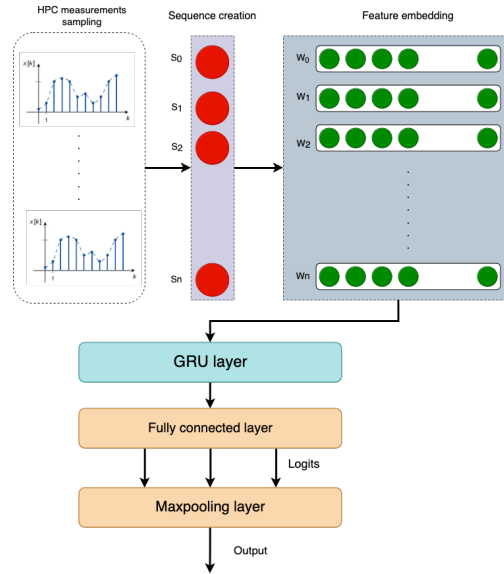 HPC measurements
sampling
Sequence creation
Feature embedding
x[k]
1
k
x[k]
1
k
S0
S1
S2
Sn
W0
W1
W2
Wn
GRU layer
Fully connected layer
Logits
Maxpooling layer
Output